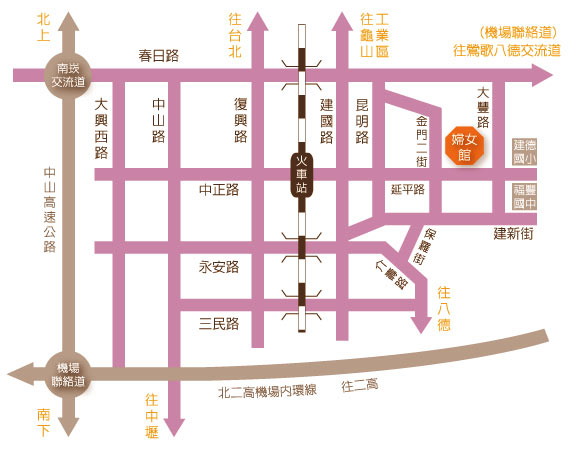 北上
往台北
往龜山工業區
(機場聯絡道)
往鶯歌八德交流道
春日路
南崁
交流道
大興西路
中山路
復興路
建國路
昆明路
金門二街
大豐路
婦女館
建德
國小
火車站
中山高速公路
中正路
延平路
福豐
國中
建新街
保羅街
永安路
仁愛路
往八德
三民路
機場
聯絡道
北二高機場內環線
往二高
南下
往中壢